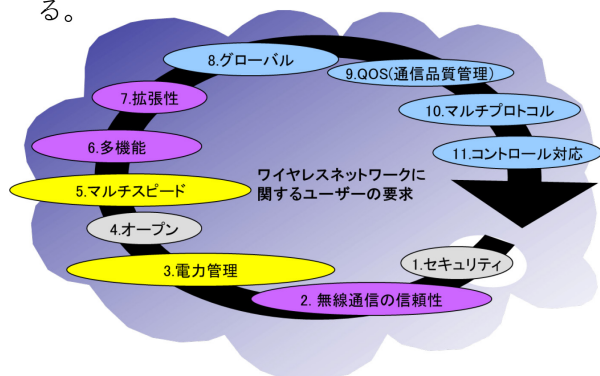 る。
8.グローバル
9.QOS(通信品質管理)
7.拡張性
10.マルチプロトコル
6.多機能
11.コントロール対応
ワイヤレスネットワークに
関するユーザーの要求
5.マルチスピード
4.オープン
3.電力管理
1.セキュリティ
2. 無線通信の信頼性